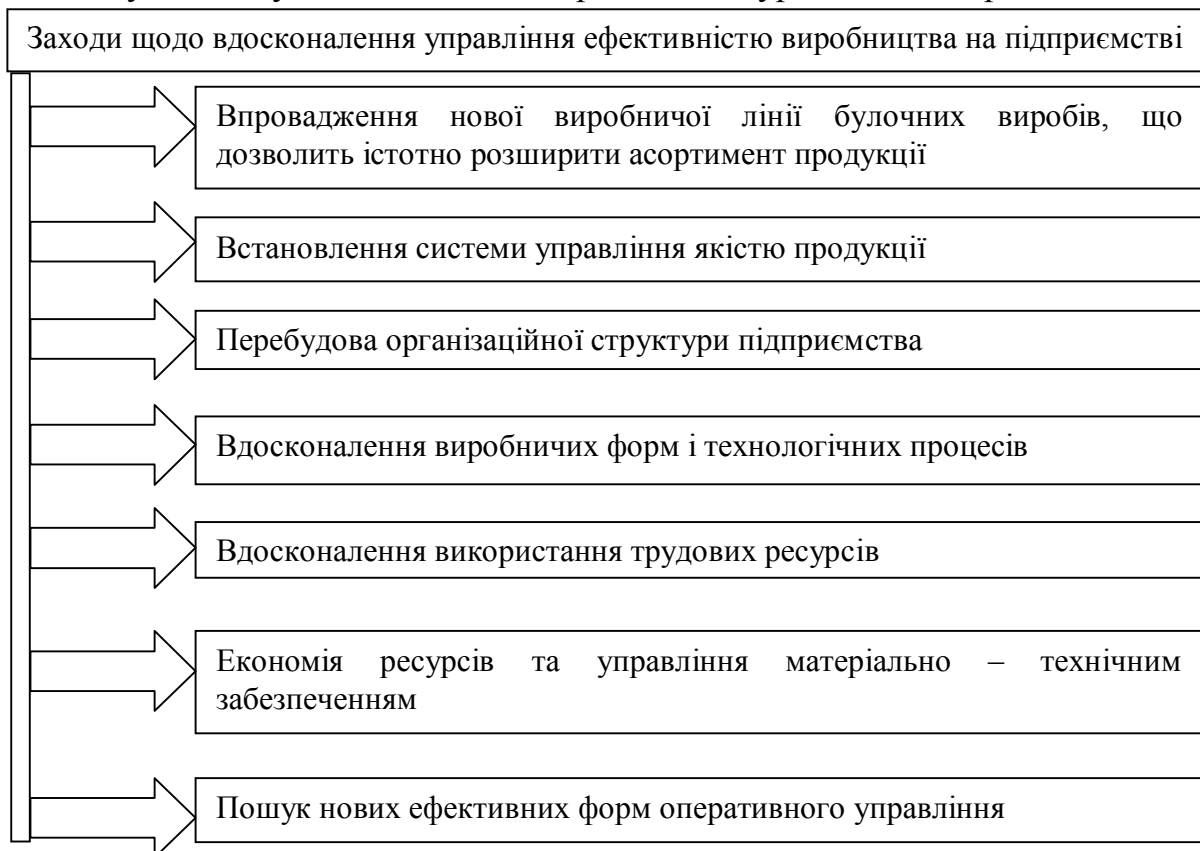 Заходи щодо вдосконалення управління ефективністю виробництва на підприємстві
Впровадження нової виробничої лінії булочних виробів, що
дозволить істотно розширити асортимент продукції
Встановлення системи управління якістю продукції
Перебудова організаційної структури підприємства
Вдосконалення виробничих форм і технологічних процесів
Вдосконалення використання трудових ресурсів
Економія ресурсів та управління матеріально – технічним
забезпеченням
Пошук нових ефективних форм оперативного управління